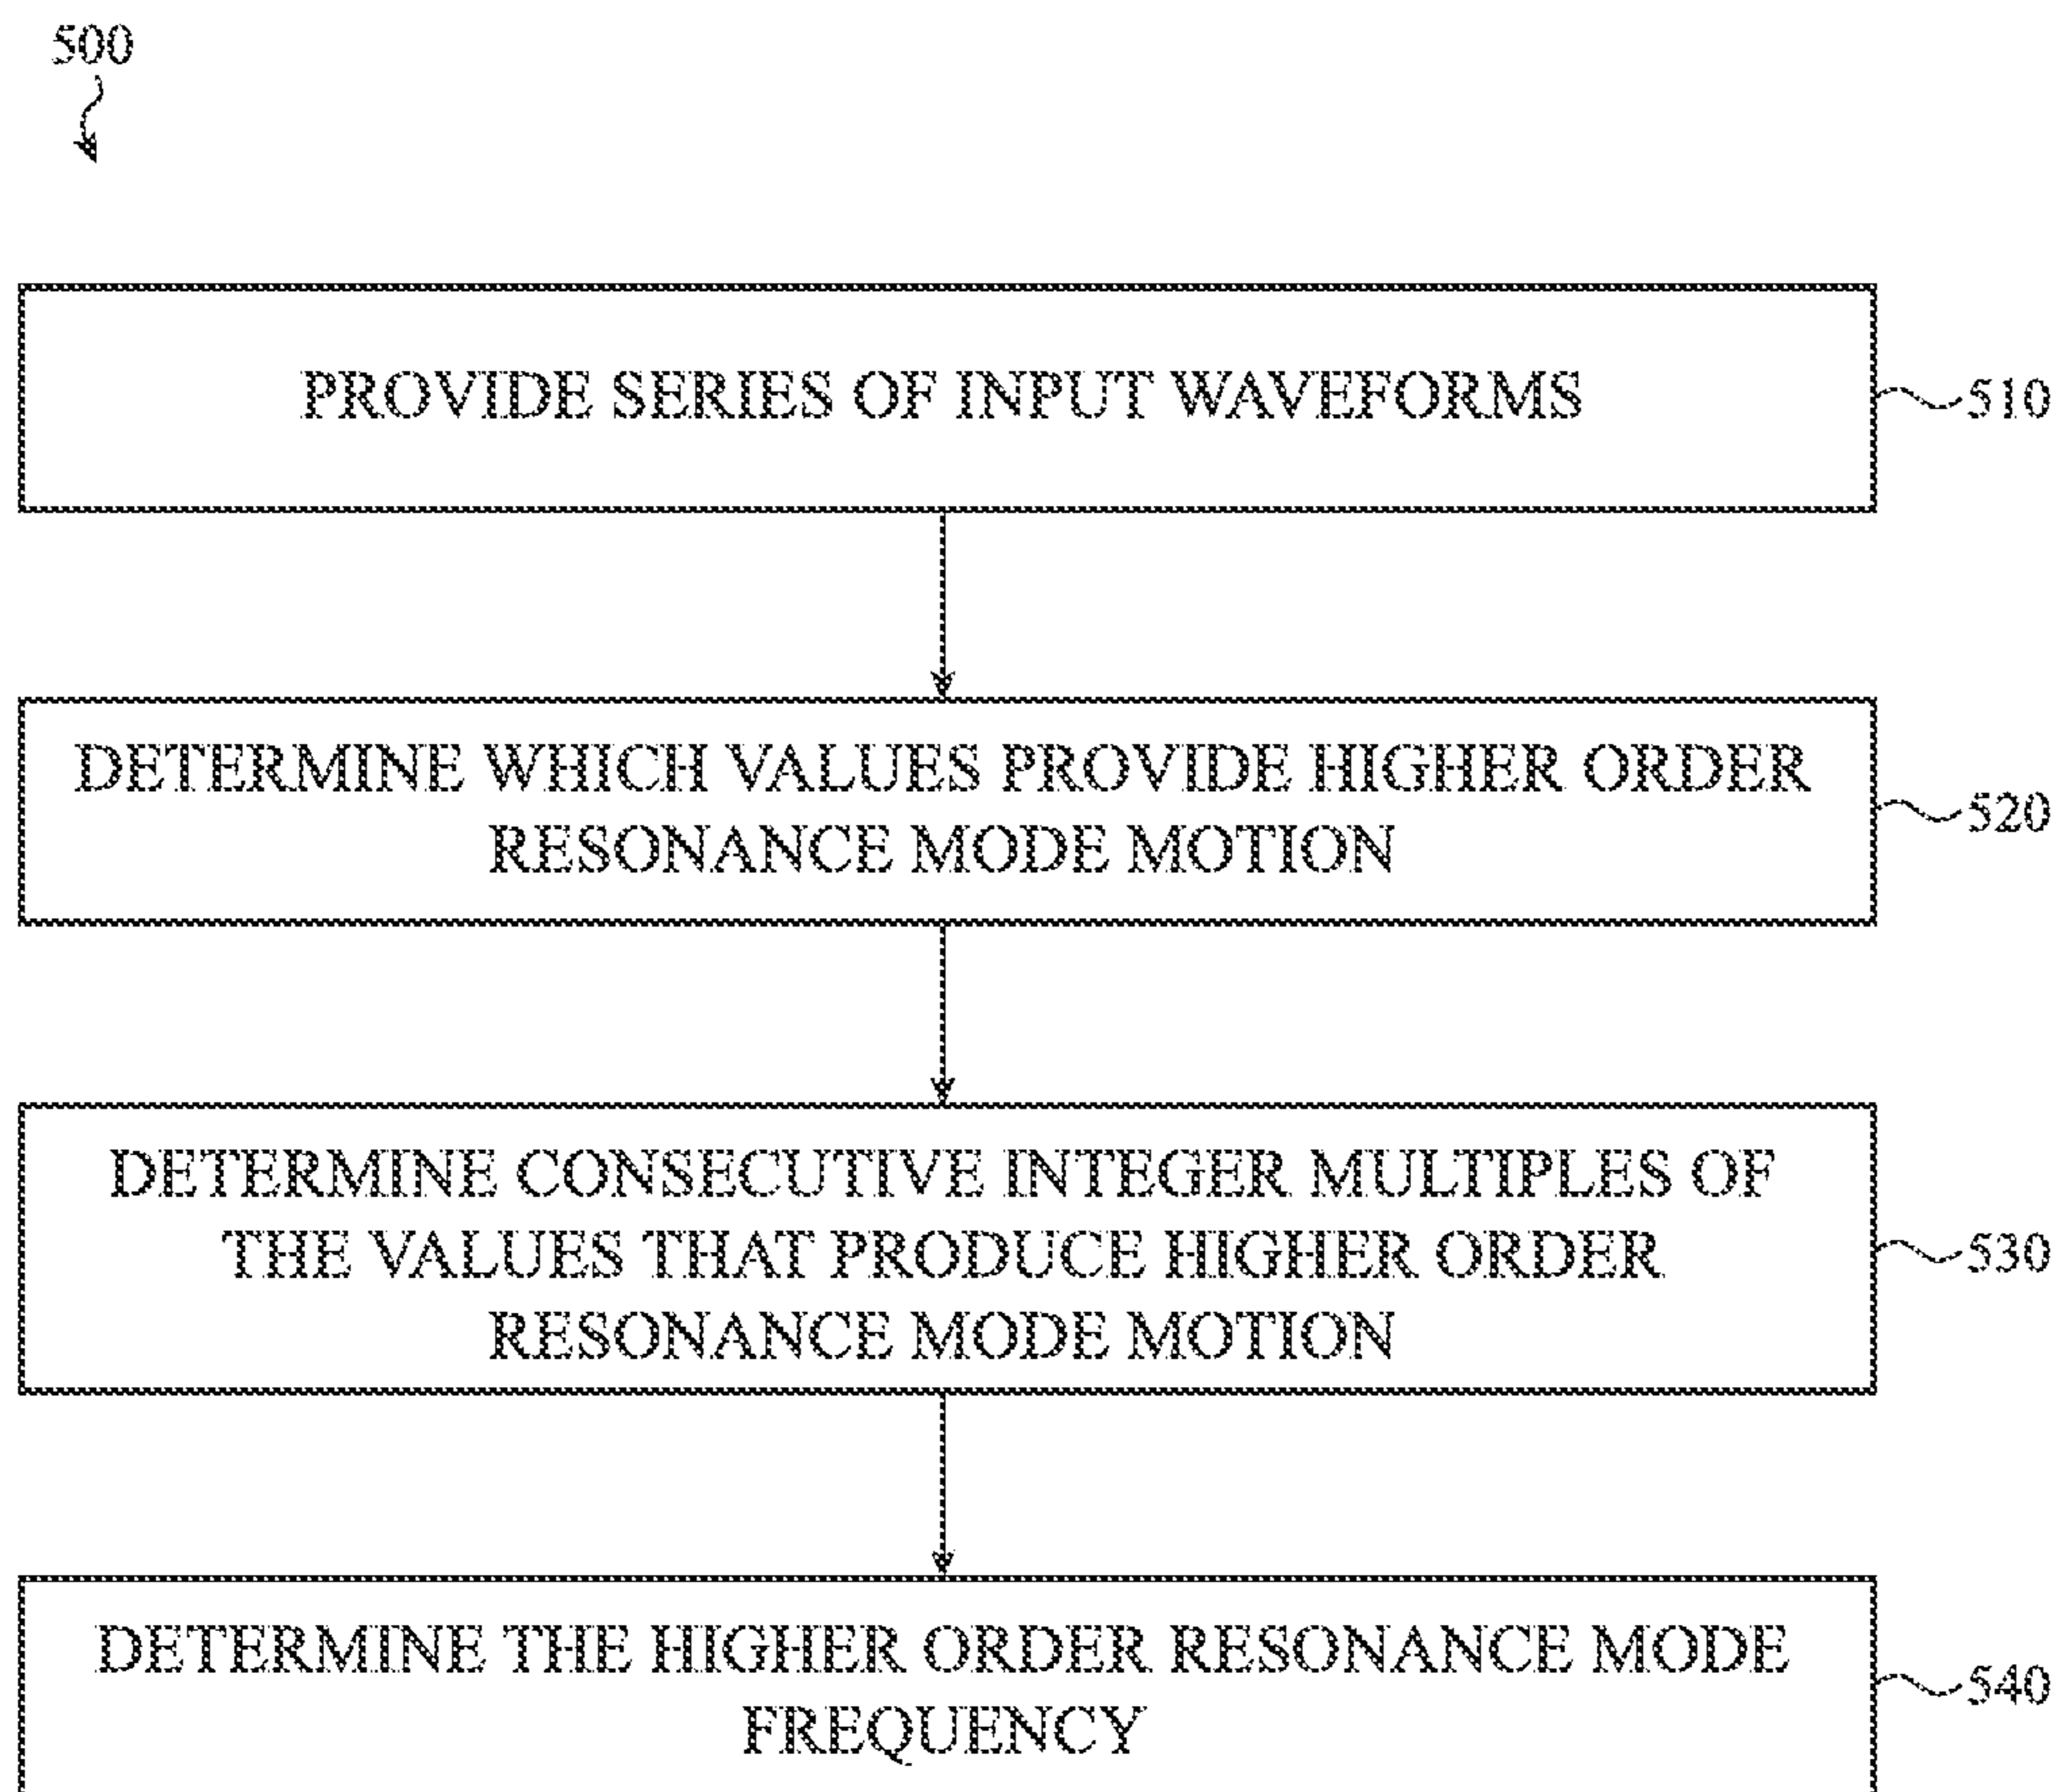 500
PROVIDE SERIES OF INPUT WAVEFORMS
510
DETERMINE WHICH VALUES PROVIDE HIGHER ORDER
RESONANCE MODE MOTION
520
DETERMINE CONSECUTIVE INTEGER MULTIPLES OF
THE VALUES THAT PRODUCE HIGHER ORDER
RESONANCE MODE MOTION
530
DETERMINE THE HIGHER ORDER RESONANCE MODE
FREQUENCY
540